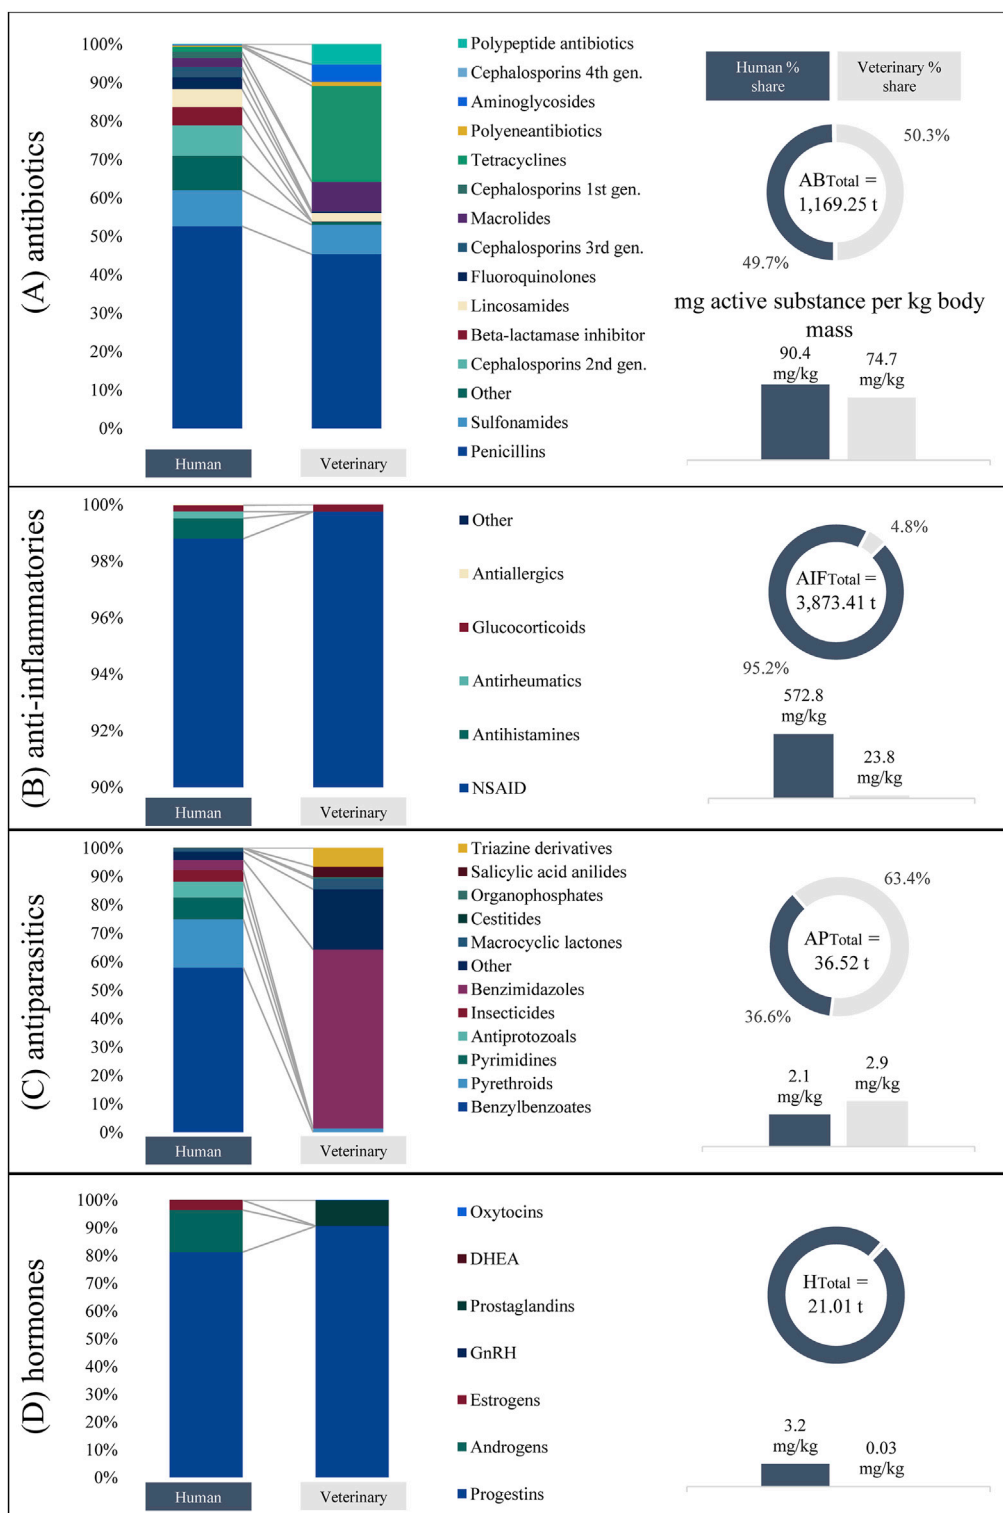 (A) antibiotics
100%
90%
80%
70%
60%
50%
40%
30%
20%
10%
0%
Human
Veterinary
Polypeptide antibiotics
Cephalosporins 4th gen.
Aminoglycosides
Polyeneantibiotics
Tetracyclines
Cephalosporins 1st gen.
Macrolides
Cephalosporins 3rd gen.
Fluoroquinolones
Lincosamides
Beta-lactamase inhibitor
Cephalosporins 2nd gen.
Other
Sulfonamides
Penicillins
Human %
share
Veterinary %
share
50.3%
ABTotal =
1,169.25 t
49.7%
mg active substance per kg body
mass
90.4
mg/kg
74.7
mg/kg
(B) anti-inflammatories
100%
98%
96%
94%
92%
90%
Human
Veterinary
Other
Antiallergics
Glucocorticoids
Antirheumatics
Antihistamines
NSAID
4.8%
AIFTotal =
3,873.41 t
95.2%
572.8
mg/kg
23.8
mg/kg
(C) antiparasitics
100%
90%
80%
70%
60%
50%
40%
30%
20%
10%
0%
Human
Veterinary
Triazine derivatives
Salicylic acid anilides
Organophosphates
Cestitides
Macrocyclic lactones
Other
Benzimidazoles
Insecticides
Antiprotozoals
Pyrimidines
Pyrethroids
Benzylbenzoates
63.4%
APTotal =
36.52 t
36.6%
2.1
mg/kg
2.9
mg/kg
(D) hormones
100%
90%
80%
70%
60%
50%
40%
30%
20%
10%
0%
Human
Veterinary
Oxytocins
DHEA
Prostaglandins
GnRH
Estrogens
Androgens
Progestins
HTotal =
21.01 t
3.2
mg/kg
0.03
mg/kg